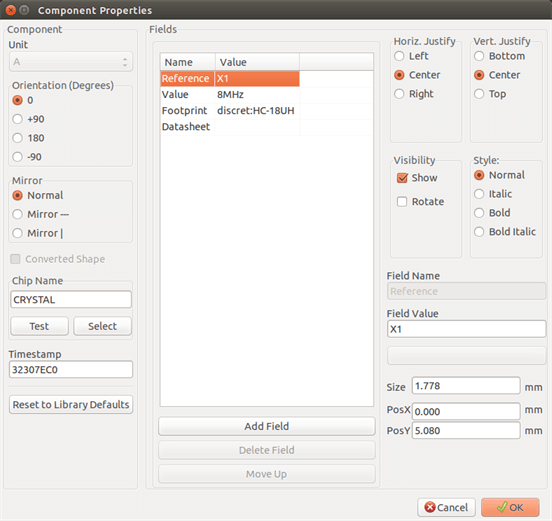 Component Properties
Component
Unit
A
Orientation (Degrees)
0
+90
180
-90
Mirror
Normal
Mirror ---
Mirror |
Converted Shape
Chip Name
CRYSTAL
Test Select
Timestamp
32307EC0
Reset to Library Defaults
Fields
Name Value
Reference X1
Value 8MHz
Footprint discret:HC-18UH
Datasheet
Add Field
Delete Field
Move Up
Horiz. Justify
Left
Center
Right
Vert. Justify
Bottom
Center
Top
Visibility
Show
Rotate
Style:
Normal
Italic
Bold
Bold Italic
Field Name
Reference
Field Value
X1
Size 1.778 mm
PosX 0.000 mm
PosY 5.080 mm
Cancel OK